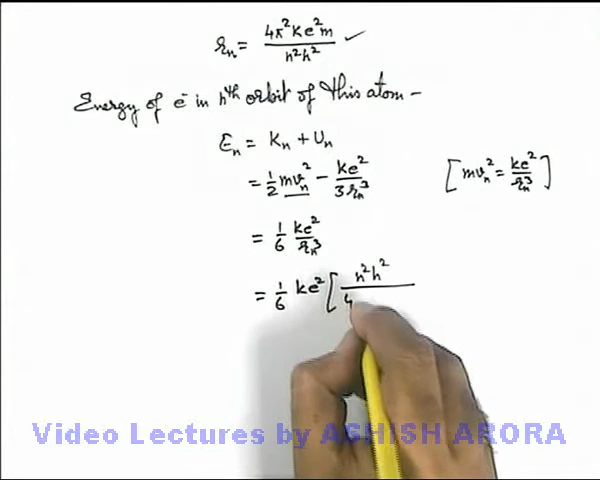 rₙ = 4π²ke²m / n²h² ✓
Energy of e⁻ in nᵗʰ orbit of this atom -
Eₙ = Kₙ + Uₙ
= 1/2 mvₙ² - ke²/3rₙ³ [mvₙ² = ke²/rₙ³]
= 1/6 ke²/rₙ³
= 1/6 ke² [n²h² / 4
Video Lectures by ASHISH ARORA